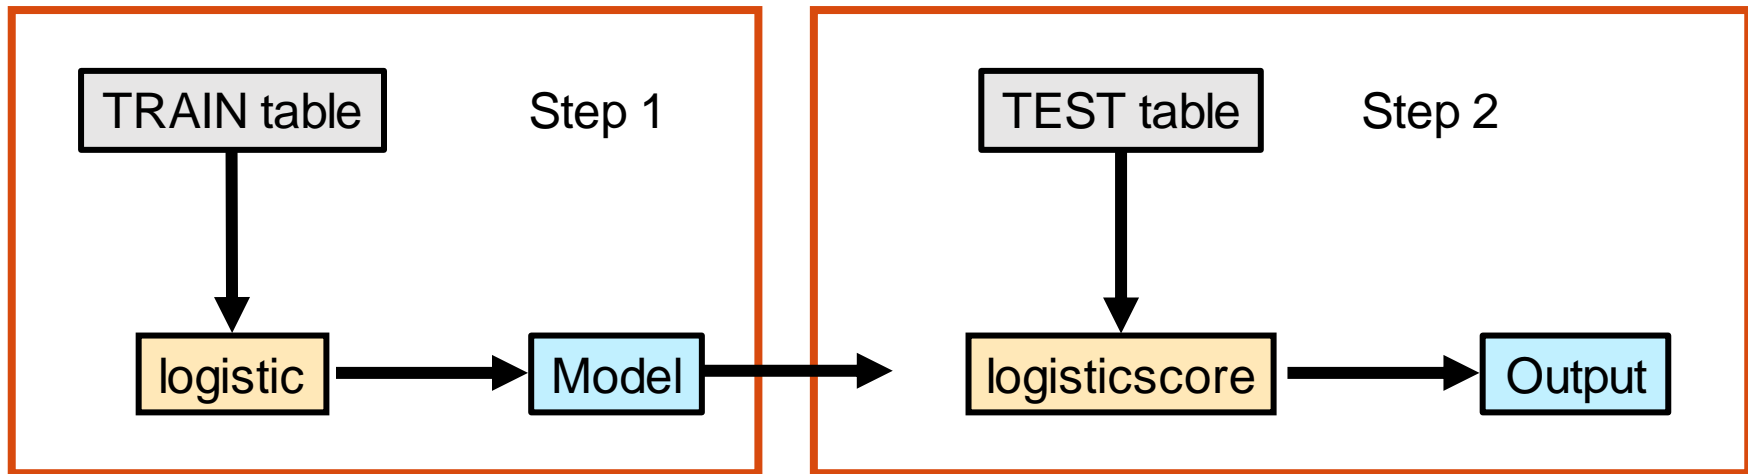 TRAIN table
Step 1
logistic
Model
TEST table
Step 2
logisticscore
Output